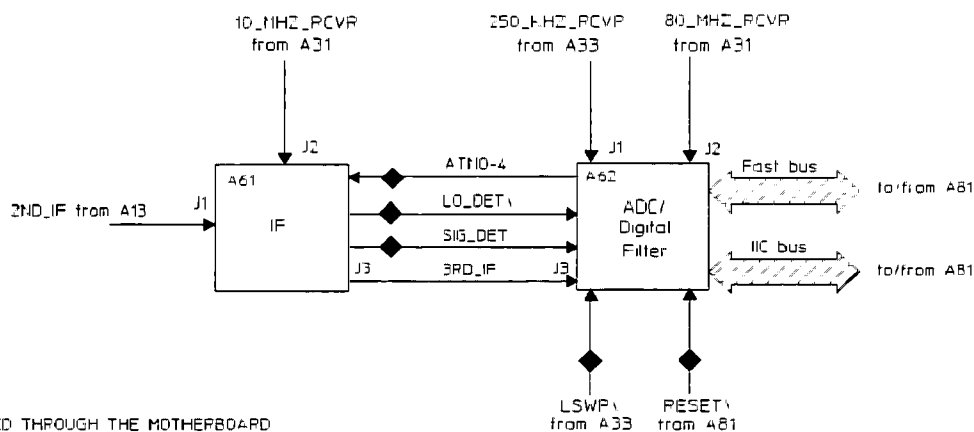 10_MHZ_RCVR
from A31
250_KHZ_RCVR
from A33
80_MHZ_RCVR
from A31
J2
J1
J2
A61
ATN0-4
A62
Fast bus
to/from A81
2ND_IF from A13
J1
IF
LO_DET\
ADC/
Digital
Filter
SIG_DET
IIC bus
J3
3RD_IF
J3
to/from A81
LSWP\
from A33
RESET\
from A81
THROUGH THE MOTHERBOARD